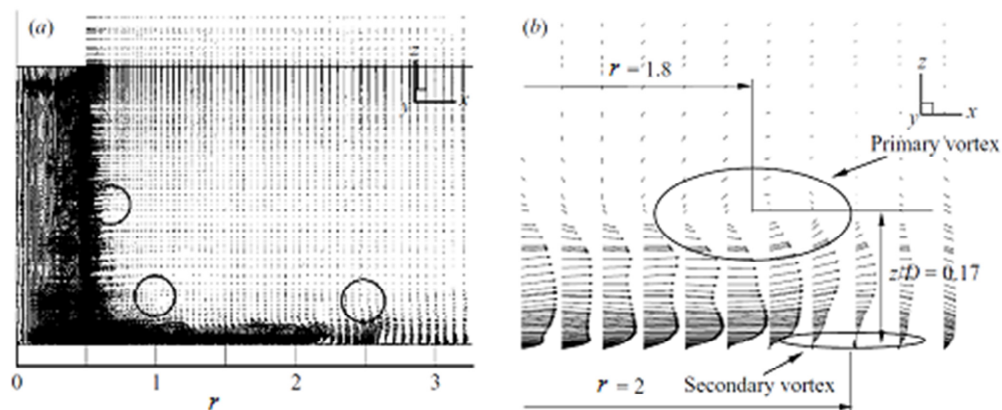 (a)
z
y
x
0
1
2
3
r
(b)
r = 1.8
z
y
x
Primary vortex
z/D = 0.17
r = 2
Secondary vortex